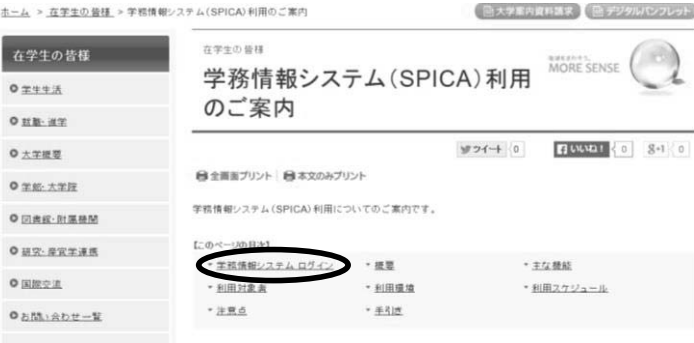 ホーム > 在学生の皆様 > 学務情報システム(SPICA)利用のご案内
大学案内資料請求
デジタルパンフレット
在学生の皆様
学生生活
就職・進学
大学概要
学部・大学院
図書館・附属機関
研究・産官学連携
国際交流
お問い合わせ一覧
在学生の皆様
学務情報システム(SPICA)利用
のご案内
MORE SENSE
ツイート 0
いいね! 0
g+1 0
全画面プリント
本文のみプリント
学務情報システム(SPICA)利用についてのご案内です。
【このページの目次】
学務情報システム ログイン
概要
主な機能
利用対象者
利用環境
利用スケジュール
注意点
手引き